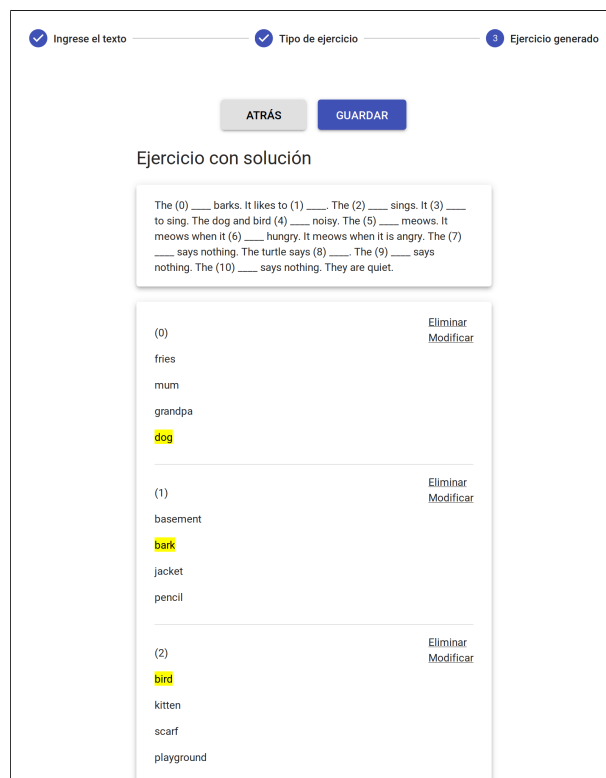 Ingrese el texto
Tipo de ejercicio
3 Ejercicio generado
ATRÁS GUARDAR
Ejercicio con solución
The (0) ____ barks. It likes to (1) ____. The (2) ____ sings. It (3) ____
to sing. The dog and bird (4) ____ noisy. The (5) ____ meows. It
meows when it (6) ____ hungry. It meows when it is angry. The (7)
____ says nothing. The turtle says (8) ____. The (9) ____ says
nothing. The (10) ____ says nothing. They are quiet.
(0)
Eliminar
Modificar
fries
mum
grandpa
dog
(1)
Eliminar
Modificar
basement
bark
jacket
pencil
(2)
Eliminar
Modificar
bird
kitten
scarf
playground